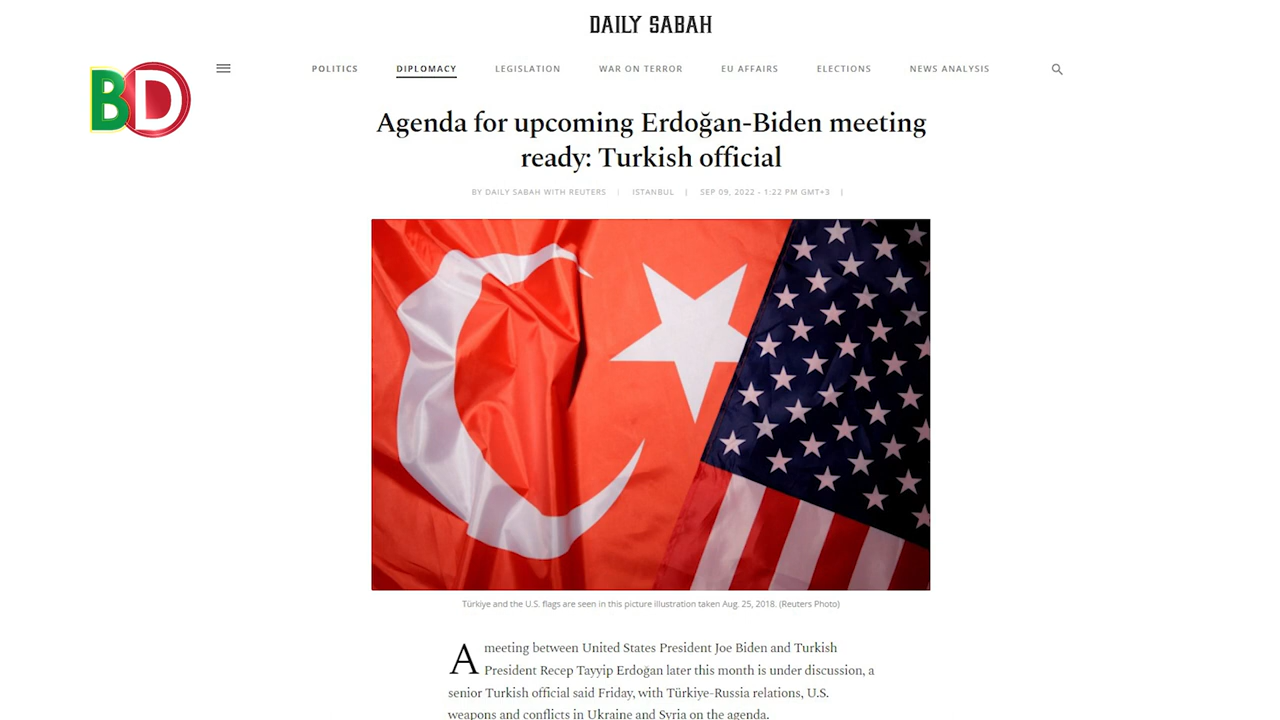 DAILY SABAH
BD
POLITICS DIPLOMACY LEGISLATION WAR ON TERROR EU AFFAIRS ELECTIONS NEWS ANALYSIS
Agenda for upcoming Erdoğan-Biden meeting
ready: Turkish official
BY DAILY SABAH WITH REUTERS | ISTANBUL | SEP 09, 2022 - 1:22 PM GMT+3 |
Türkiye and the U.S. flags are seen in this picture illustration taken Aug. 25, 2018. (Reuters Photo)
A meeting between United States President Joe Biden and Turkish
President Recep Tayyip Erdoğan later this month is under discussion, a
senior Turkish official said Friday, with Türkiye-Russia relations, U.S.
weapons and conflicts in Ukraine and Syria on the agenda.